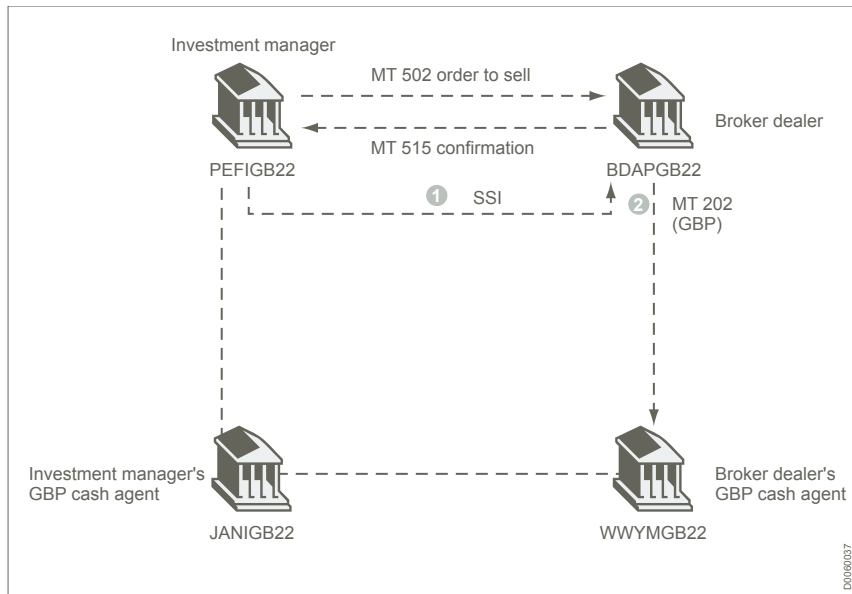 Investment manager
MT 502 order to sell
Broker dealer
MT 515 confirmation
PEFIGB22
BDAPGB22
1
SSI
2
MT 202
(GBP)
Investment manager's
GBP cash agent
Broker dealer's
GBP cash agent
JANIGB22
WWYMGB22
D0060037